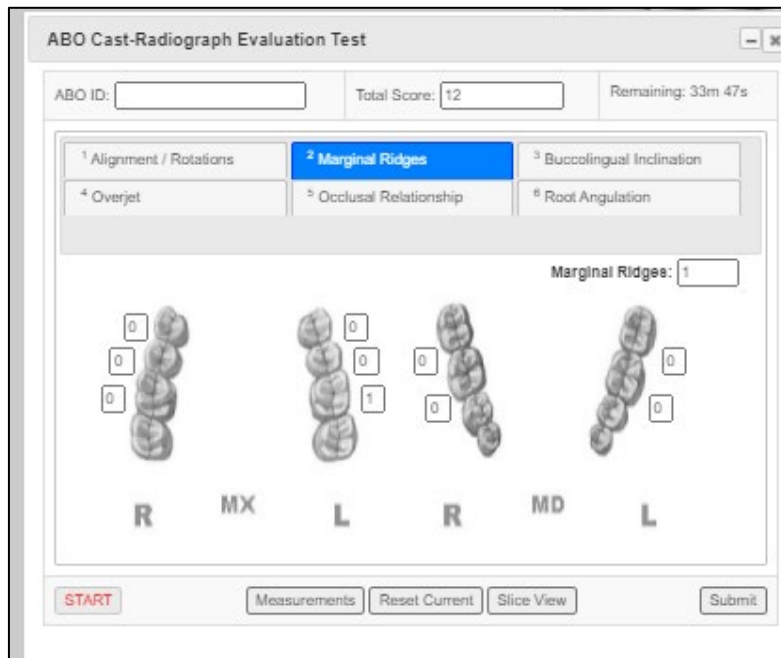 ABO Cast-Radiograph Evaluation Test
ABO ID: Total Score: 12 Remaining: 33m 47s
1 Alignment / Rotations 2 Marginal Ridges 3 Buccolingual Inclination
4 Overjet 5 Occlusal Relationship 6 Root Angulation
Marginal Ridges: 1
0 0
0 0 0 0
0 1 0 0
R MX L R MD L
START Measurements Reset Current Slice View Submit